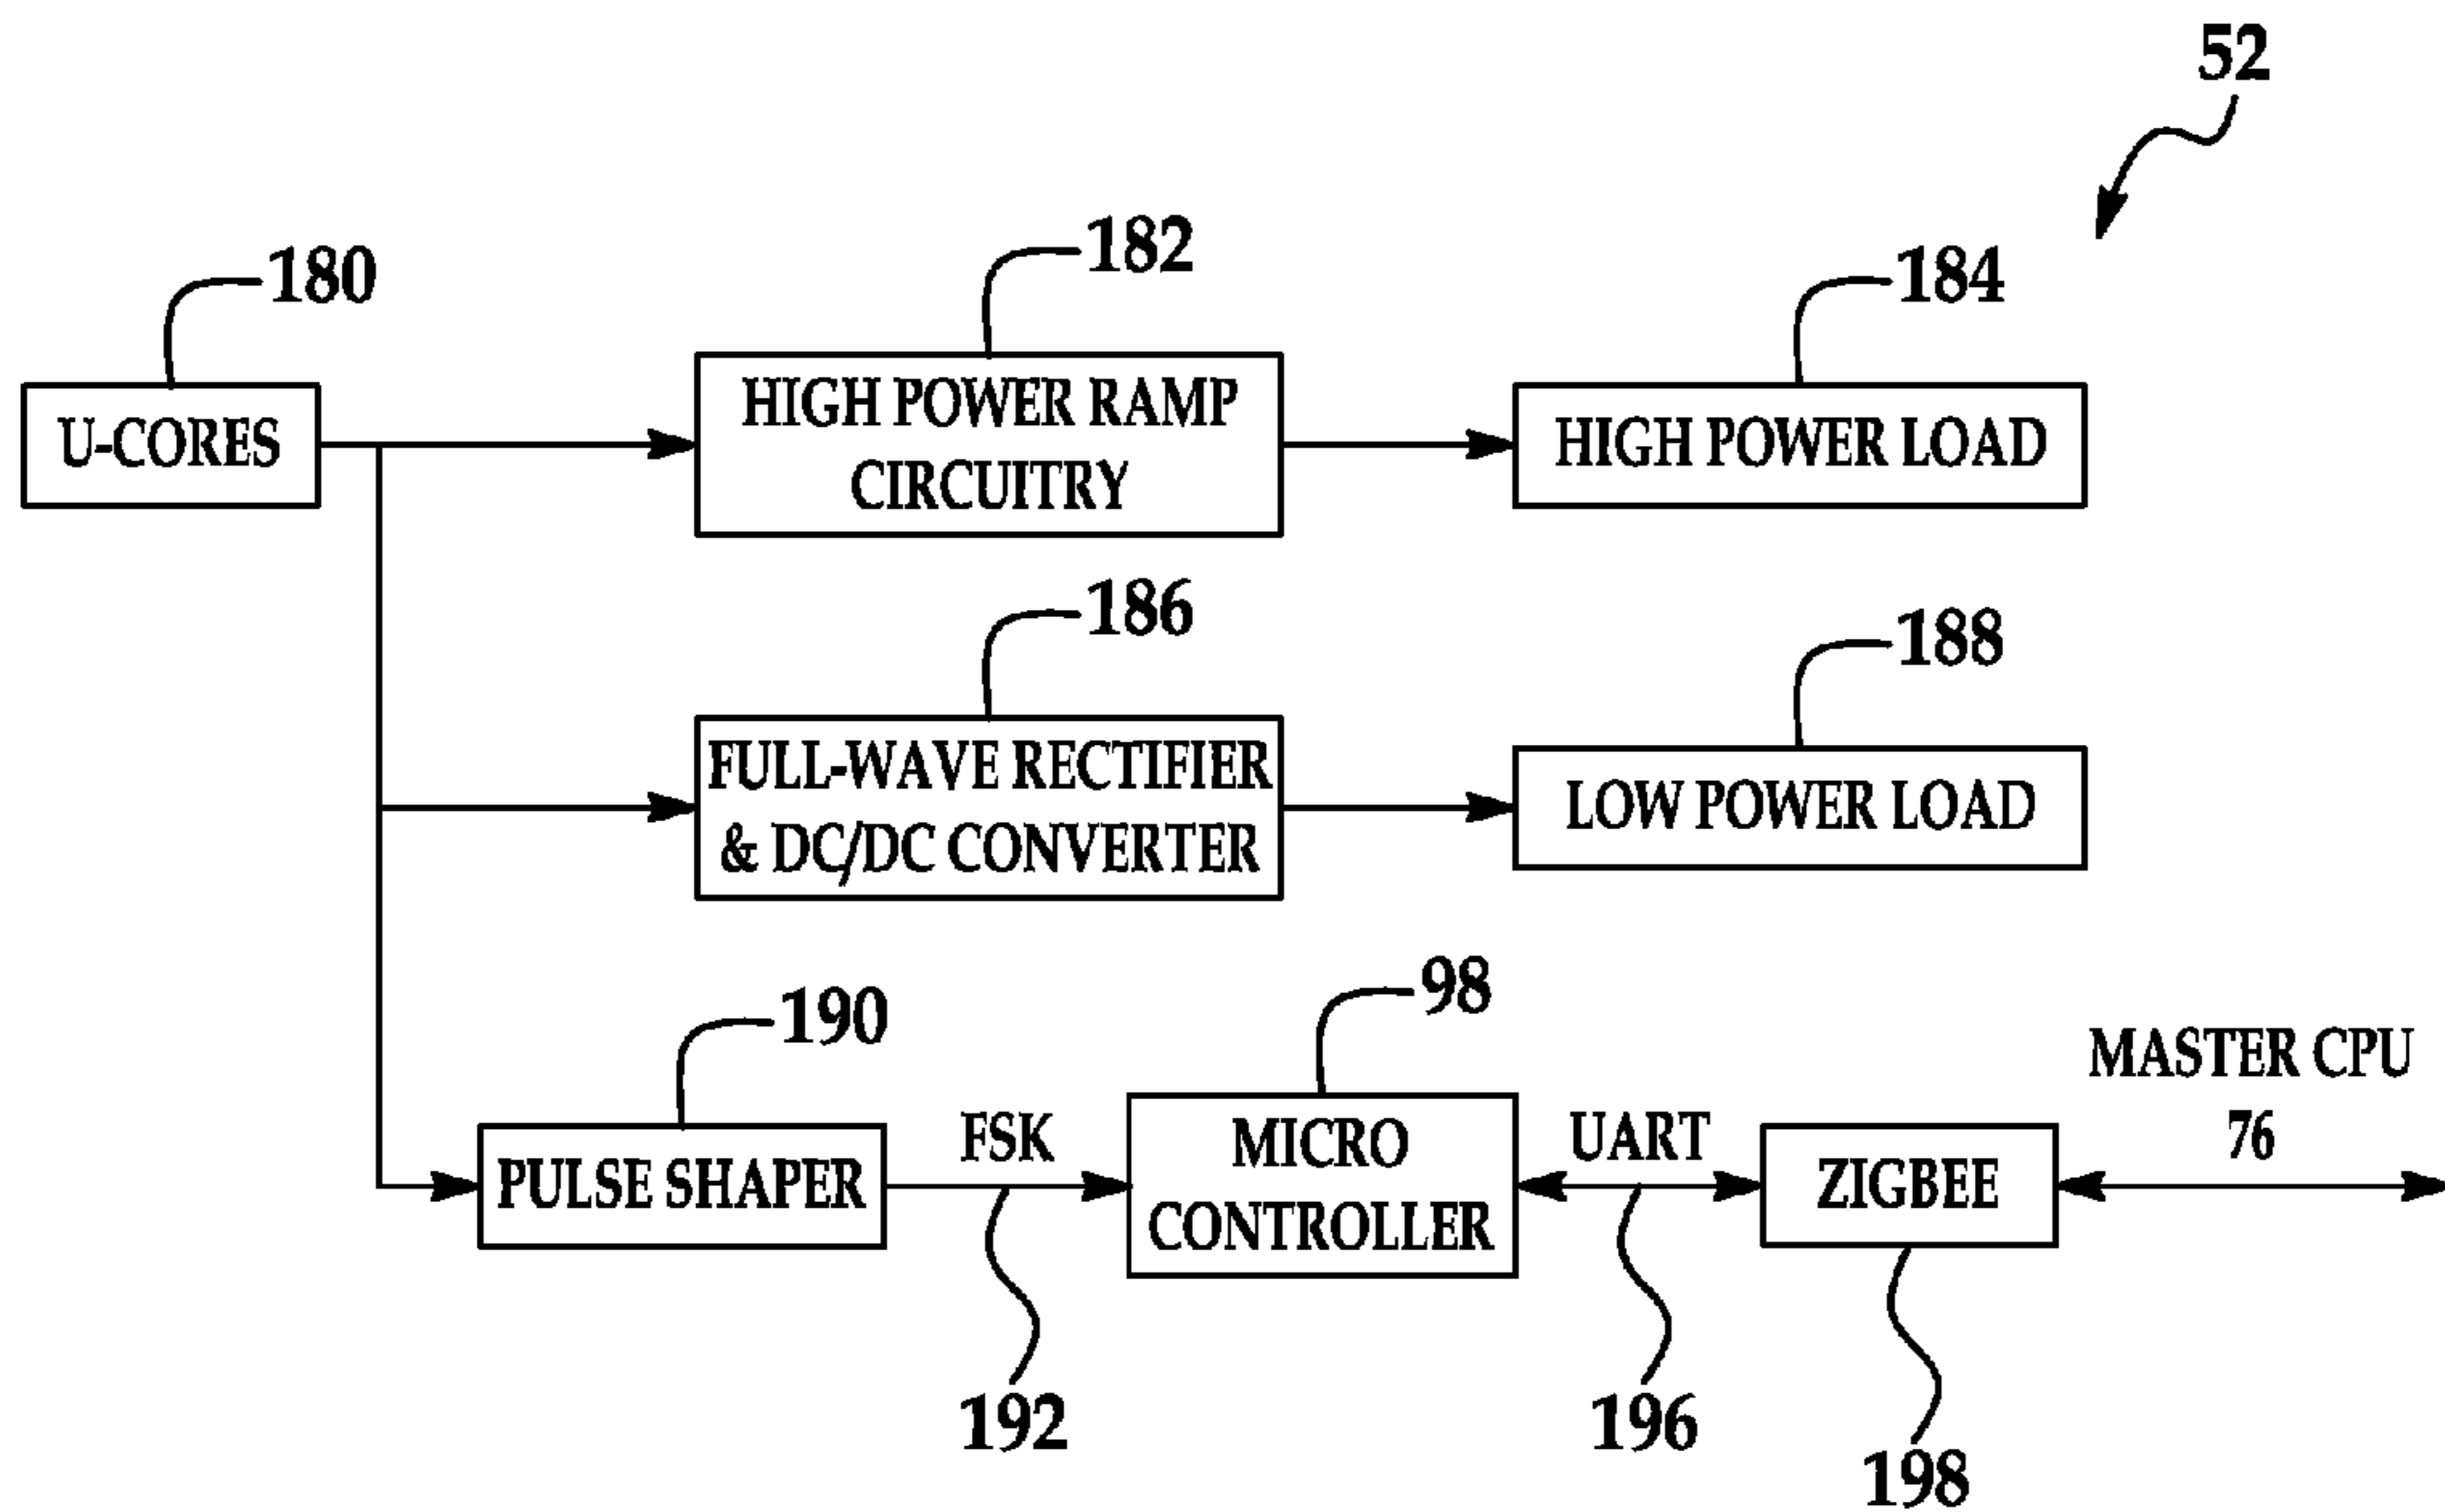 52
180
182
184
U-CORES
HIGH POWER RAMP
CIRCUITRY
HIGH POWER LOAD
186
188
FULL-WAVE RECTIFIER
& DC/DC CONVERTER
LOW POWER LOAD
190
98
MASTER CPU
76
PULSE SHAPER
FSK
MICRO
CONTROLLER
UART
ZIGBEE
192
196
198